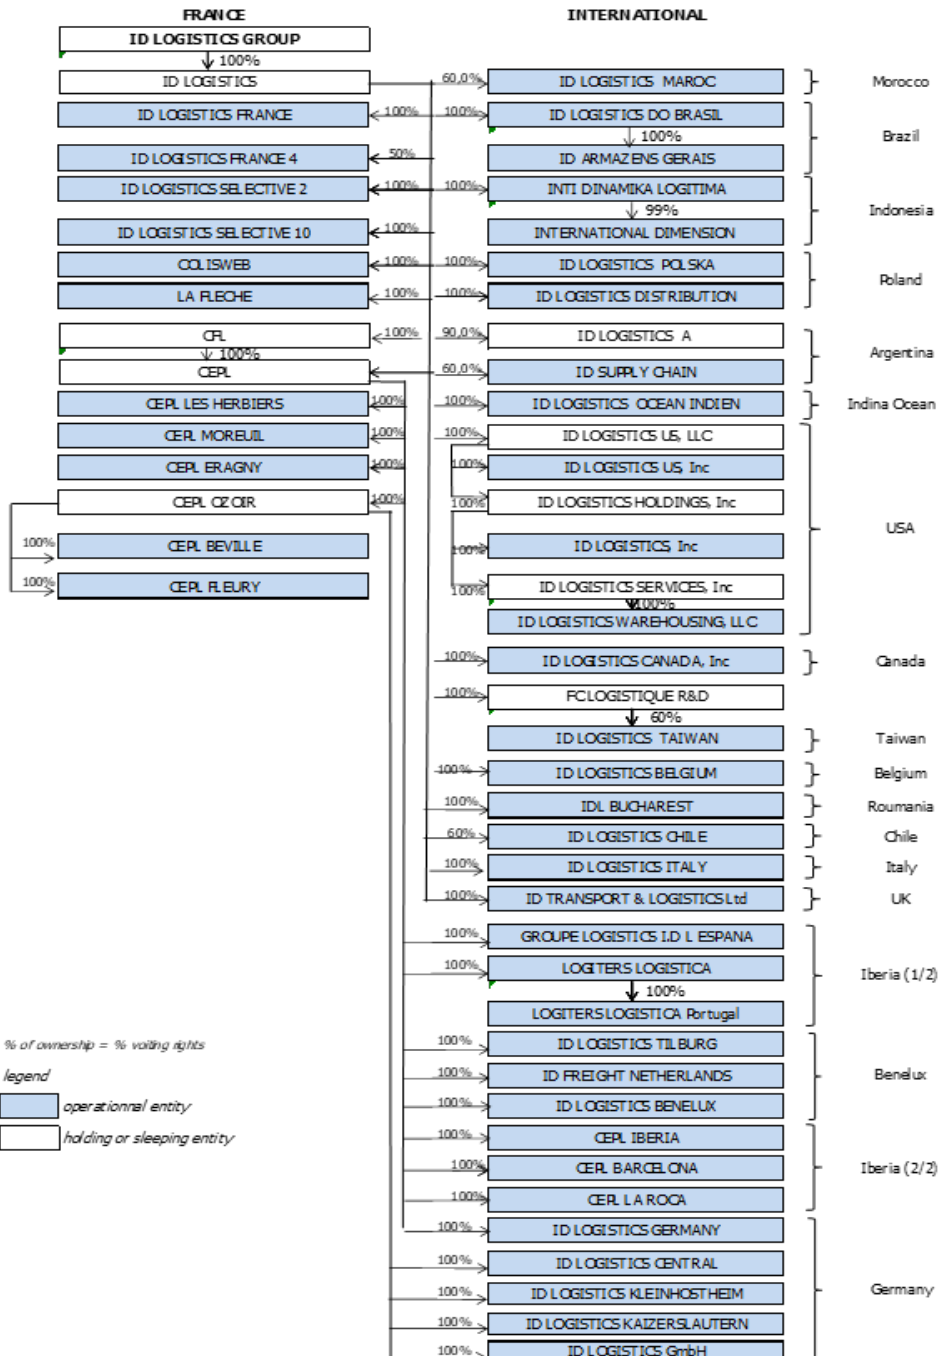 FRANCE INTERNATIONAL
ID LOGISTICS GROUP
100%
ID LOGISTICS 60,0% ID LOGISTICS MAROC Morocco
ID LOGISTICS FRANCE 100% 100% ID LOGISTICS DO BRASIL
100% Brazil
ID LOGISTICS FRANCE 4 50% ID ARMAZENS GERAIS
ID LOGISTICS SELECTIVE 2 100% 100% INTI DINAMIKA LOGITIMA
99% Indonesia
ID LOGISTICS SELECTIVE 10 100% INTERNATIONAL DIMENSION
COLISWEB 100% 100% ID LOGISTICS POLSKA
Poland
LA FLECHE 100% 100% ID LOGISTICS DISTRIBUTION
CFL 100% 90,0% ID LOGISTICS A
100% Argentina
CEPL 60,0% ID SUPPLY CHAIN
CEPL LES HERBIERS 100% 100% ID LOGISTICS OCEAN INDIEN Indina Ocean
CEPL MOREUIL 100% 100% ID LOGISTICS US, LLC
CEPL ERAGNY 100% 100% ID LOGISTICS US, Inc
CEPL OZOIR 100% 100% ID LOGISTICS HOLDINGS, Inc
USA
100% CEPL BEVILLE 100% ID LOGISTICS, Inc
100% CEPL FLEURY 100% ID LOGISTICS SERVICES, Inc
100%
ID LOGISTICS WAREHOUSING, LLC
100% ID LOGISTICS CANADA, Inc Canada
100% FC LOGISTIQUE R&D
60%
ID LOGISTICS TAIWAN Taiwan
100% ID LOGISTICS BELGIUM Belgium
100% IDL BUCHAREST Roumania
60% ID LOGISTICS CHILE Chile
100% ID LOGISTICS ITALY Italy
100% ID TRANSPORT & LOGISTICS Ltd UK
100% GROUPE LOGISTICS I.D L ESPANA
100% LOGITERS LOGISTICA Iberia (1/2)
100%
LOGITERS LOGISTICA Portugal
% of ownership = % voiting rights 100% ID LOGISTICS TILBURG
legend 100% ID FREIGHT NETHERLANDS Benelux
operationnal entity 100% ID LOGISTICS BENELUX
holding or sleeping entity 100% CEPL IBERIA
100% CEPL BARCELONA Iberia (2/2)
100% CEPL LA ROCA
100% ID LOGISTICS GERMANY
100% ID LOGISTICS CENTRAL
100% ID LOGISTICS KLEINHOSTHEIM Germany
100% ID LOGISTICS KAIZERSLAUTERN
100% ID LOGISTICS GmbH